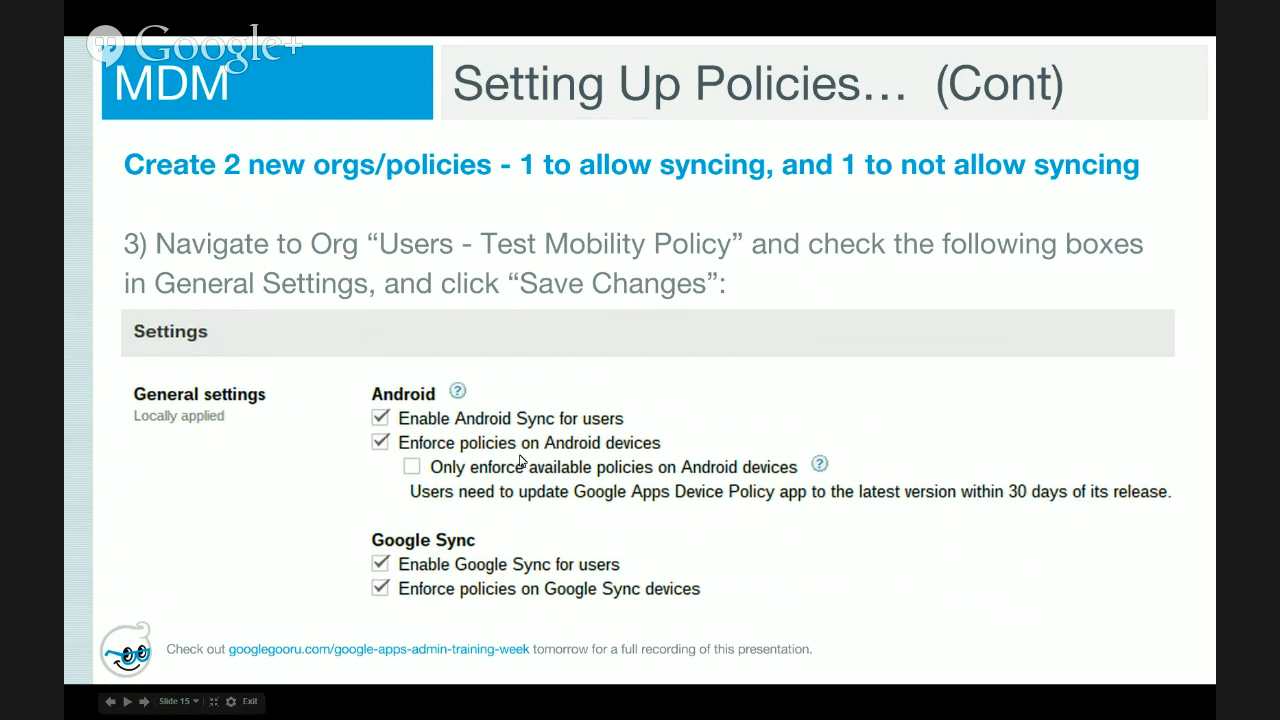 Google+
MDM
Setting Up Policies… (Cont)
Create 2 new orgs/policies - 1 to allow syncing, and 1 to not allow syncing
3) Navigate to Org “Users - Test Mobility Policy” and check the following boxes
in General Settings, and click “Save Changes”:
Settings
General settings
Locally applied
Android ?
Enable Android Sync for users
Enforce policies on Android devices
Only enforce available policies on Android devices ?
Users need to update Google Apps Device Policy app to the latest version within 30 days of its release.
Google Sync
Enable Google Sync for users
Enforce policies on Google Sync devices
Check out googlegooru.com/google-apps-admin-training-week tomorrow for a full recording of this presentation.
Slide 15
Exit